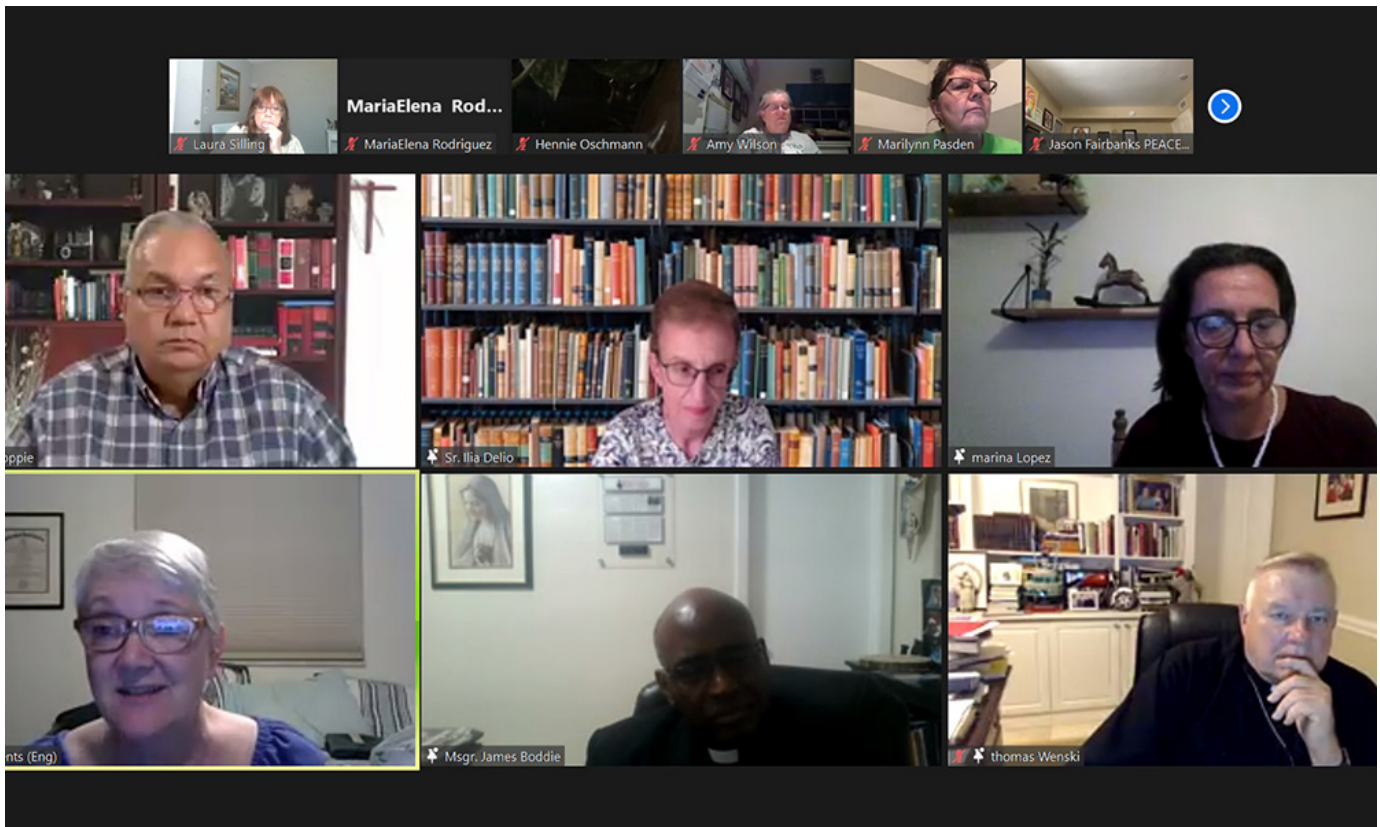 MariaElena Rod...
Laura Silling
MariaElena Rodriguez
Hennie Oschmann
Amy Wilson
Marilynn Pasden
Jason Fairbanks PEACE...
oppie
Sr. Ilia Delio
marina Lopez
nts (Eng)
Msgr. James Boddie
thomas Wenski